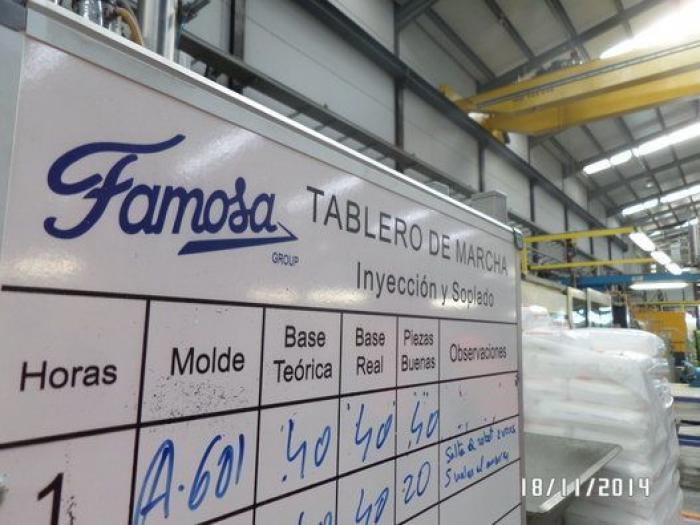 Famosa
GROUP
TABLERO DE MARCHA
Inyección y Soplado
Horas Molde Base Teórica Base Real Piezas Buenas Observaciones
1 A-601 40 40 40
40 20
18/11/2014